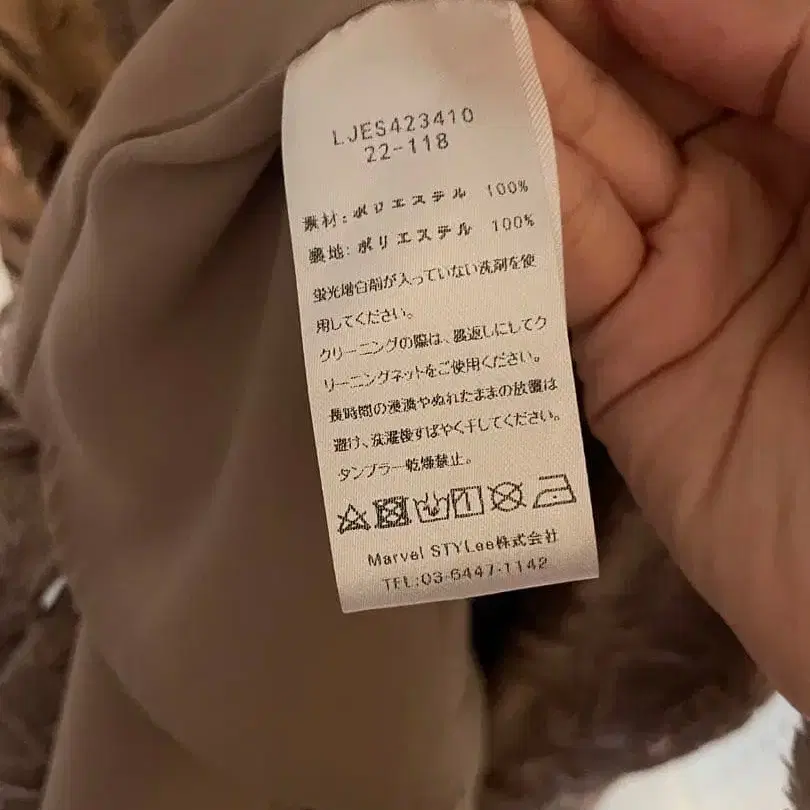 LJES423410
22-118
素材: ポリエステル 100%
裏地: ポリエステル 100%
蛍光増白剤が入っていない洗剤を使
用してください。
クリーニングの際は、裏返しにしてク
リーニングネットをご使用ください。
長時間の浸漬やぬれたままの放置は
避け、洗濯後すばやく干してください。
タンブラー乾燥禁止。
Marvel STYLee株式会社
TEL:03-6447-1142